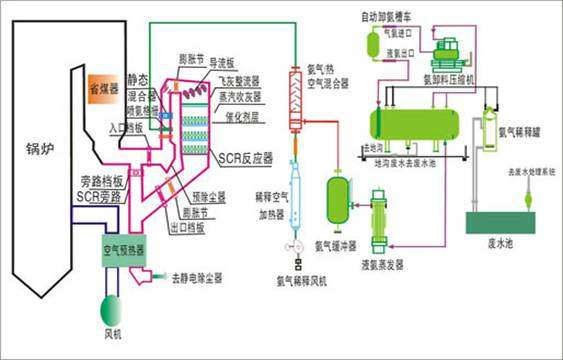 自动卸氨槽车
气氨进口
液氨出口
氨卸料压缩机
膨胀节
导流板
静态
混合器
喷氨格栅
飞灰整流器
蒸汽吹灰器
催化剂层
省煤器
入口挡板
氨气/热
空气混合器
氨气稀释罐
锅炉
SCR反应器
去地沟
地沟废水去废水池
旁路挡板
SCR旁路
预除尘器
膨胀节
出口挡板
稀释空气
加热器
去废水处理系统
空气预热器
氨气缓冲器
废水池
液氨蒸发器
去静电除尘器
氨气稀释风机
风机